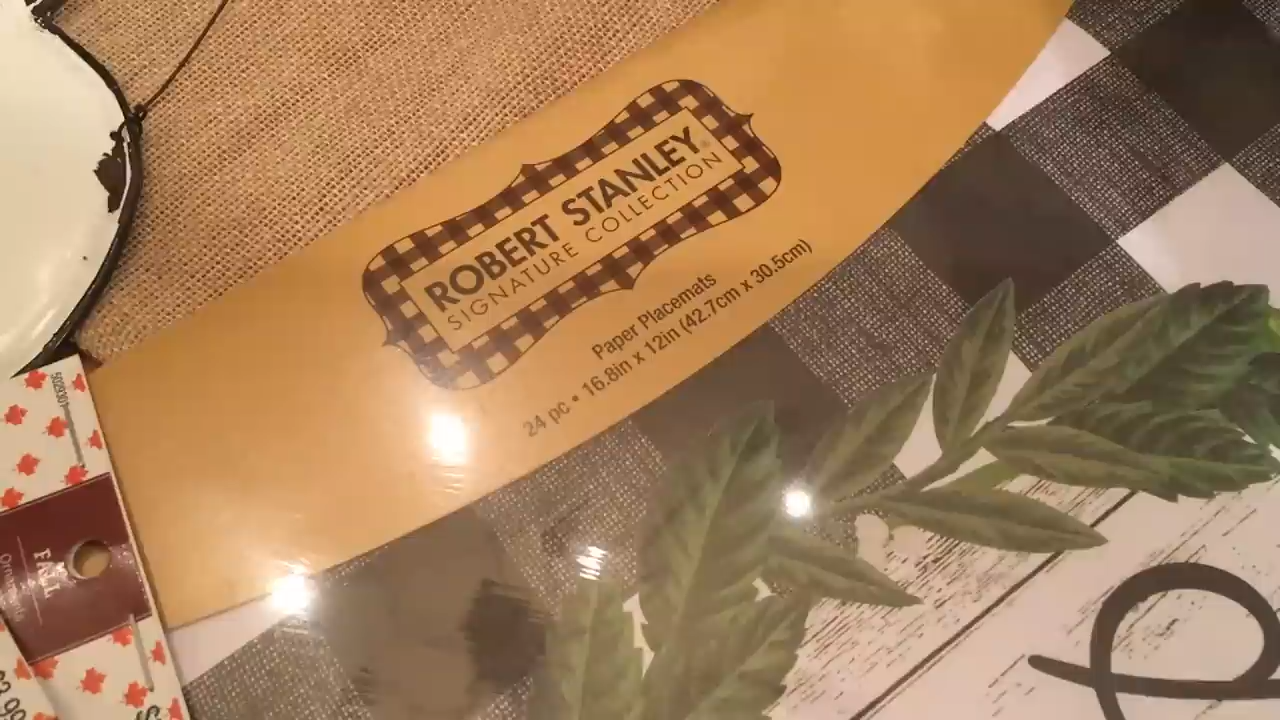 ROBERT STANLEY
SIGNATURE COLLECTION
Paper Placemats
24 pc • 16.8in x 12in (42.7cm x 30.5cm)
FALL